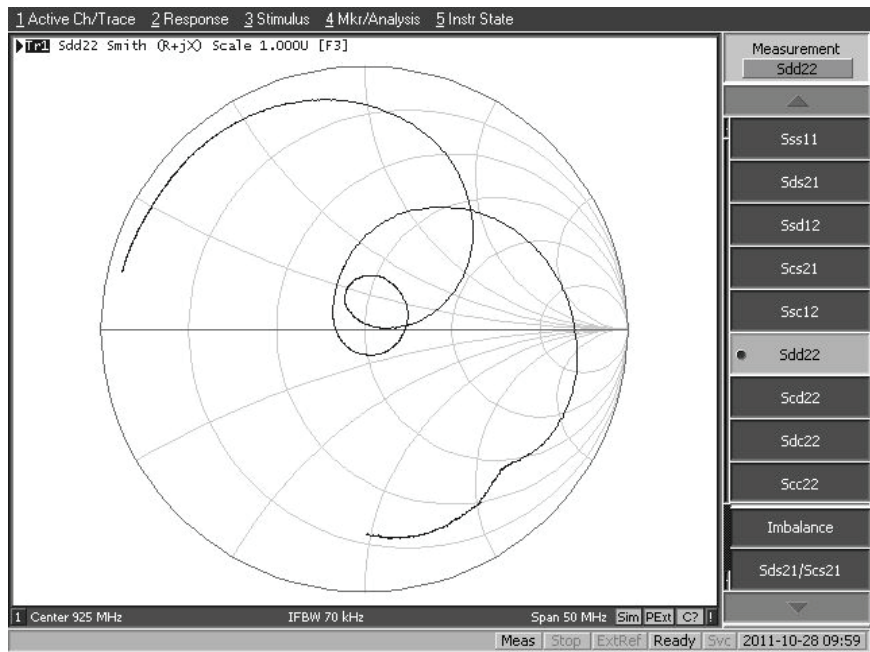 1 Active Ch/Trace 2 Response 3 Stimulus 4 Mkr/Analysis 5 Instr State
Tr1 Sdd22 Smith (R+jX) Scale 1.000U [F3]
Measurement
Sdd22
Sss11
Sds21
Ssd12
Scs21
Ssc12
Sdd22
Scd22
Sdc22
Scc22
Imbalance
Sds21/Scs21
1 Center 925 MHz IFBW 70 kHz Span 50 MHz Sim PExt C? !
Meas Stop ExtRef Ready Svc 2011-10-28 09:59